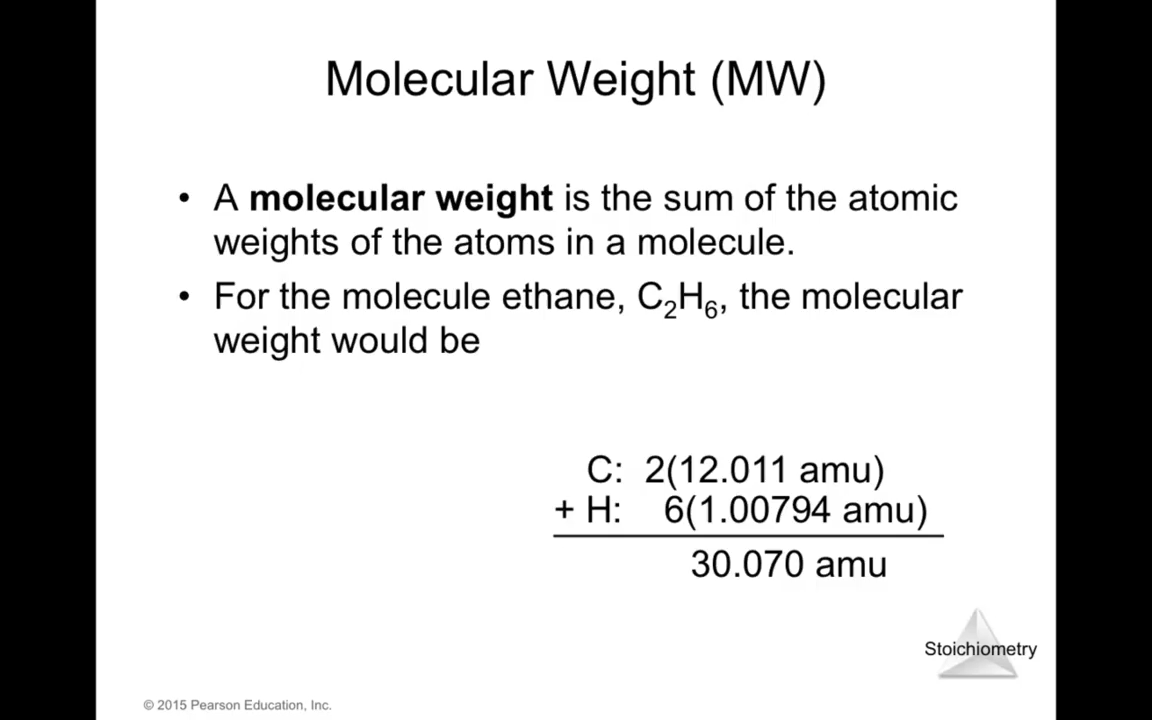 Molecular Weight (MW)
• A molecular weight is the sum of the atomic
weights of the atoms in a molecule.
• For the molecule ethane, C₂H₆, the molecular
weight would be
C: 2(12.011 amu)
+ H: 6(1.00794 amu)
30.070 amu
Stoichiometry
© 2015 Pearson Education, Inc.